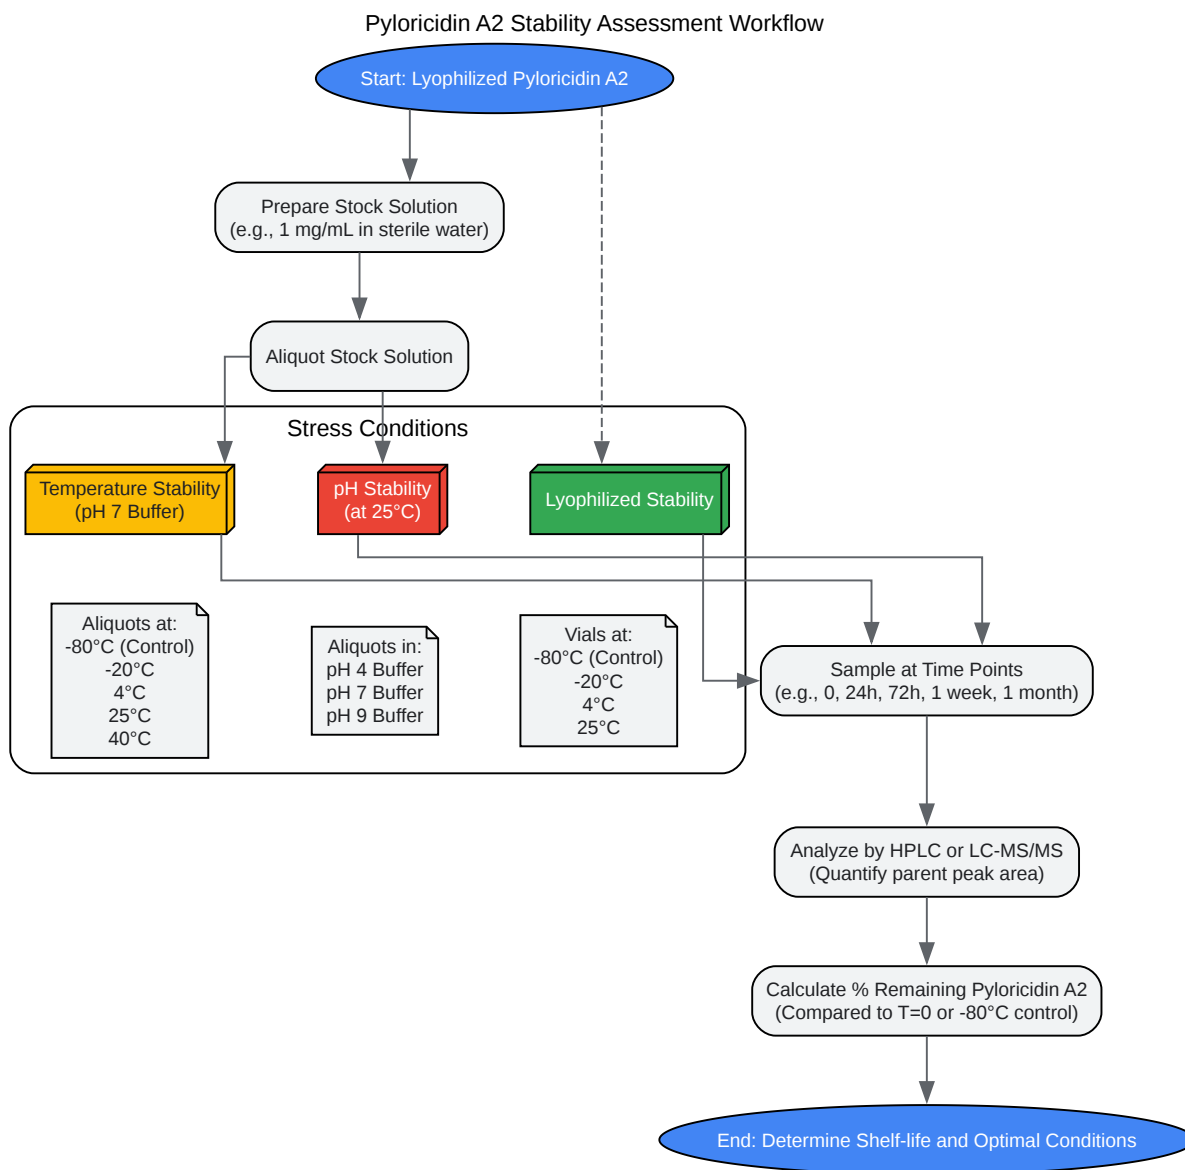 Pyloricidin A2 Stability Assessment Workflow
Start: Lyophilized Pyloricidin A2
Prepare Stock Solution
(e.g., 1 mg/mL in sterile water)
Aliquot Stock Solution
Stress Conditions
Temperature Stability
(pH 7 Buffer)
pH Stability
(at 25°C)
Lyophilized Stability
Aliquots at:
-80°C (Control)
-20°C
4°C
25°C
40°C
Aliquots in:
pH 4 Buffer
pH 7 Buffer
pH 9 Buffer
Vials at:
-80°C (Control)
-20°C
4°C
25°C
Sample at Time Points
(e.g., 0, 24h, 72h, 1 week, 1 month)
Analyze by HPLC or LC-MS/MS
(Quantify parent peak area)
Calculate % Remaining Pyloricidin A2
(Compared to T=0 or -80°C control)
End: Determine Shelf-life and Optimal Conditions